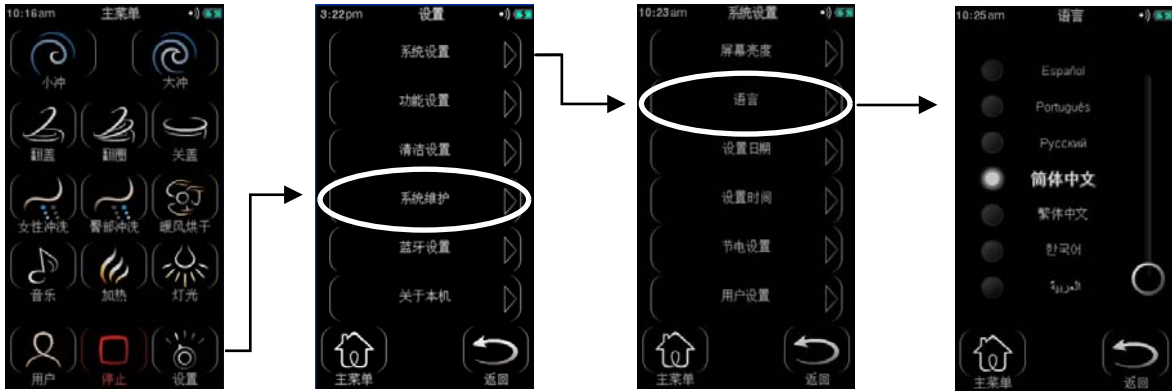 10:16am 主菜单
小冲 大冲
翻盖 翻圈 关盖
女性冲洗 臀部冲洗 暖风烘干
音乐 加热 灯光
用户 停止 设置
3:22pm 设置
系统设置
功能设置
清洁设置
系统维护
蓝牙设置
关于本机
主菜单 返回
10:23am 系统设置
屏幕亮度
语言
设置日期
设置时间
节电设置
用户设置
主菜单 返回
10:25am 语言
Español
Português
Русский
简体中文
繁体中文
한국어
العربية
主菜单 返回